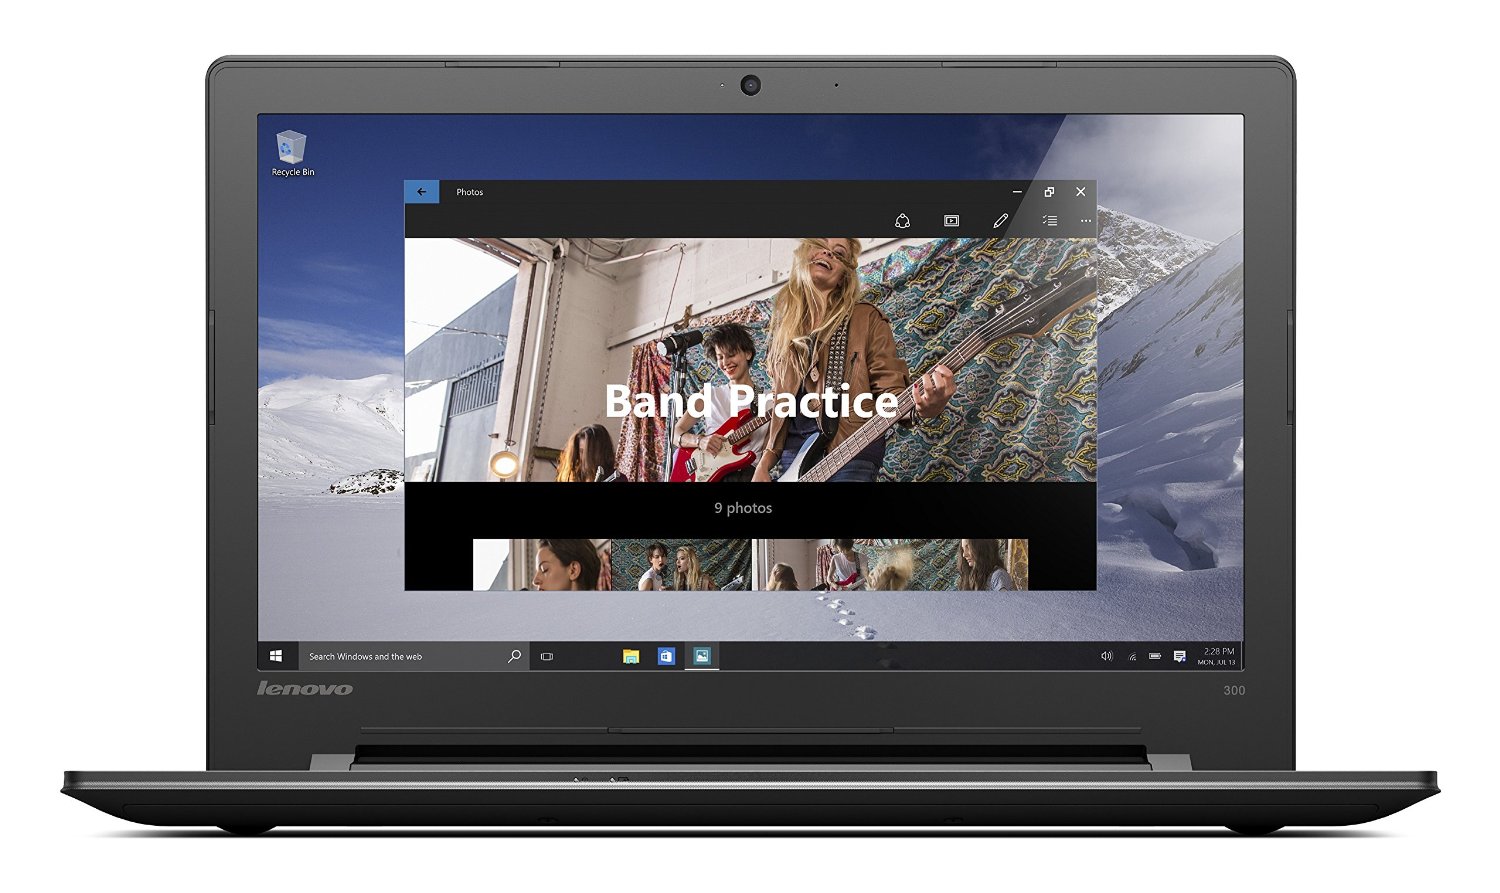 Recycle Bin
Photos
Band Practice
9 photos
Search Windows and the web
2:28 PM
MON, JUL 13
lenovo
300